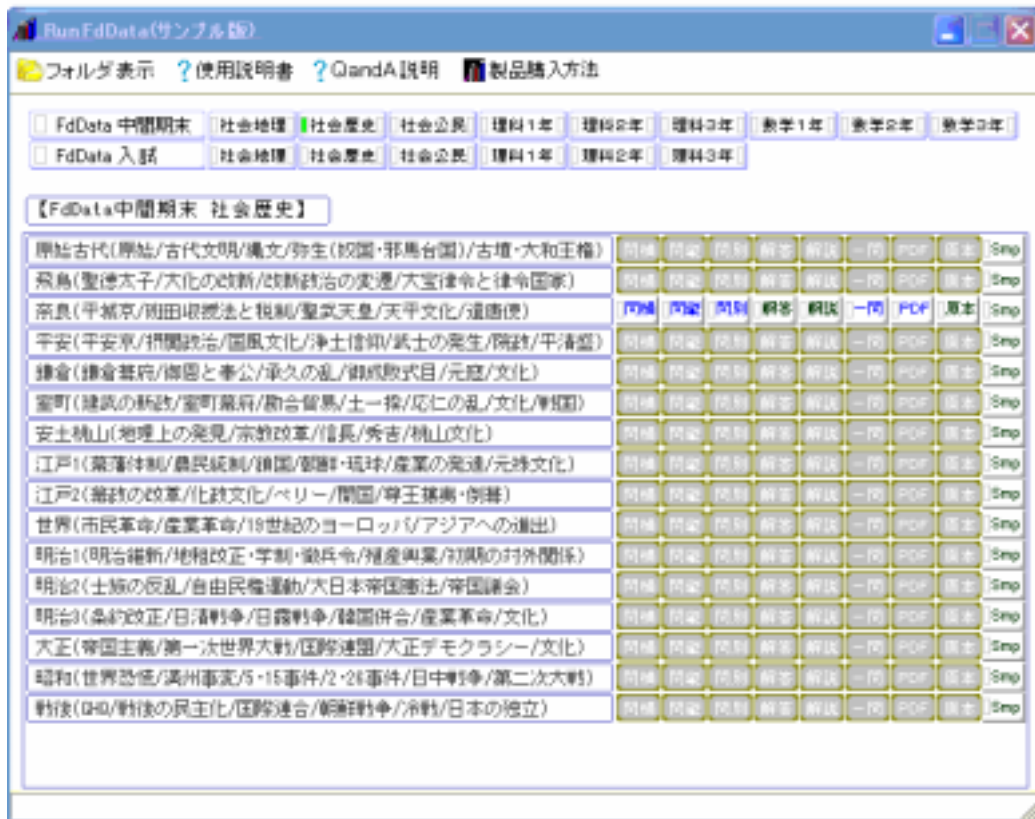 RunFdData(サンプル版)
フォルダ表示 ?使用説明書 ?QandA説明 製品購入方法
FdData 中間期末 社会地理 社会歴史 社会公民 理科1年 理科2年 理科3年 数学1年 数学2年 数学3年
FdData 入試 社会地理 社会歴史 社会公民 理科1年 理科2年 理科3年
【FdData中間期末 社会歴史】
原始古代(原始/古代文明/縄文/弥生(奴国・邪馬台国)/古墳・大和王権) Smp
飛鳥(聖徳太子/大化の改新/改新政治の変遷/大宝律令と律令国家) Smp
奈良(平城京/班田収授法と税制/聖武天皇/天平文化/遣唐使) 問題 解答 解説 一問 PDF 原本 Smp
平安(平安京/摂関政治/国風文化/浄土信仰/武士の発生/院政/平清盛) Smp
鎌倉(鎌倉幕府/御恩と奉公/承久の乱/御成敗式目/元寇/文化) Smp
室町(建武の新政/室町幕府/勘合貿易/土一揆/応仁の乱/文化/戦国) Smp
安土桃山(地理上の発見/宗教改革/信長/秀吉/桃山文化) Smp
江戸1(幕藩体制/農民統制/鎖国/朝鮮・琉球/産業の発達/元禄文化) Smp
江戸2(幕政の改革/化政文化/ペリー/開国/尊王攘夷・倒幕) Smp
世界(市民革命/産業革命/19世紀のヨーロッパ/アジアへの進出) Smp
明治1(明治維新/地租改正・学制・徴兵令/殖産興業/初期の対外関係) Smp
明治2(士族の反乱/自由民権運動/大日本帝国憲法/帝国議会) Smp
明治3(条約改正/日清戦争/日露戦争/韓国併合/産業革命/文化) Smp
大正(帝国主義/第一次世界大戦/国際連盟/大正デモクラシー/文化) Smp
昭和(世界恐慌/満州事変/5・15事件/2・26事件/日中戦争/第二次大戦) Smp
戦後(GHQ/戦後の民主化/国際連合/朝鮮戦争/冷戦/日本の独立) Smp